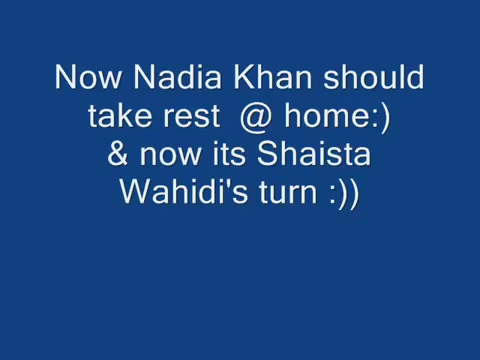 Now Nadia Khan should
take rest  @ home:)
& now its Shaista
Wahidi's turn :))